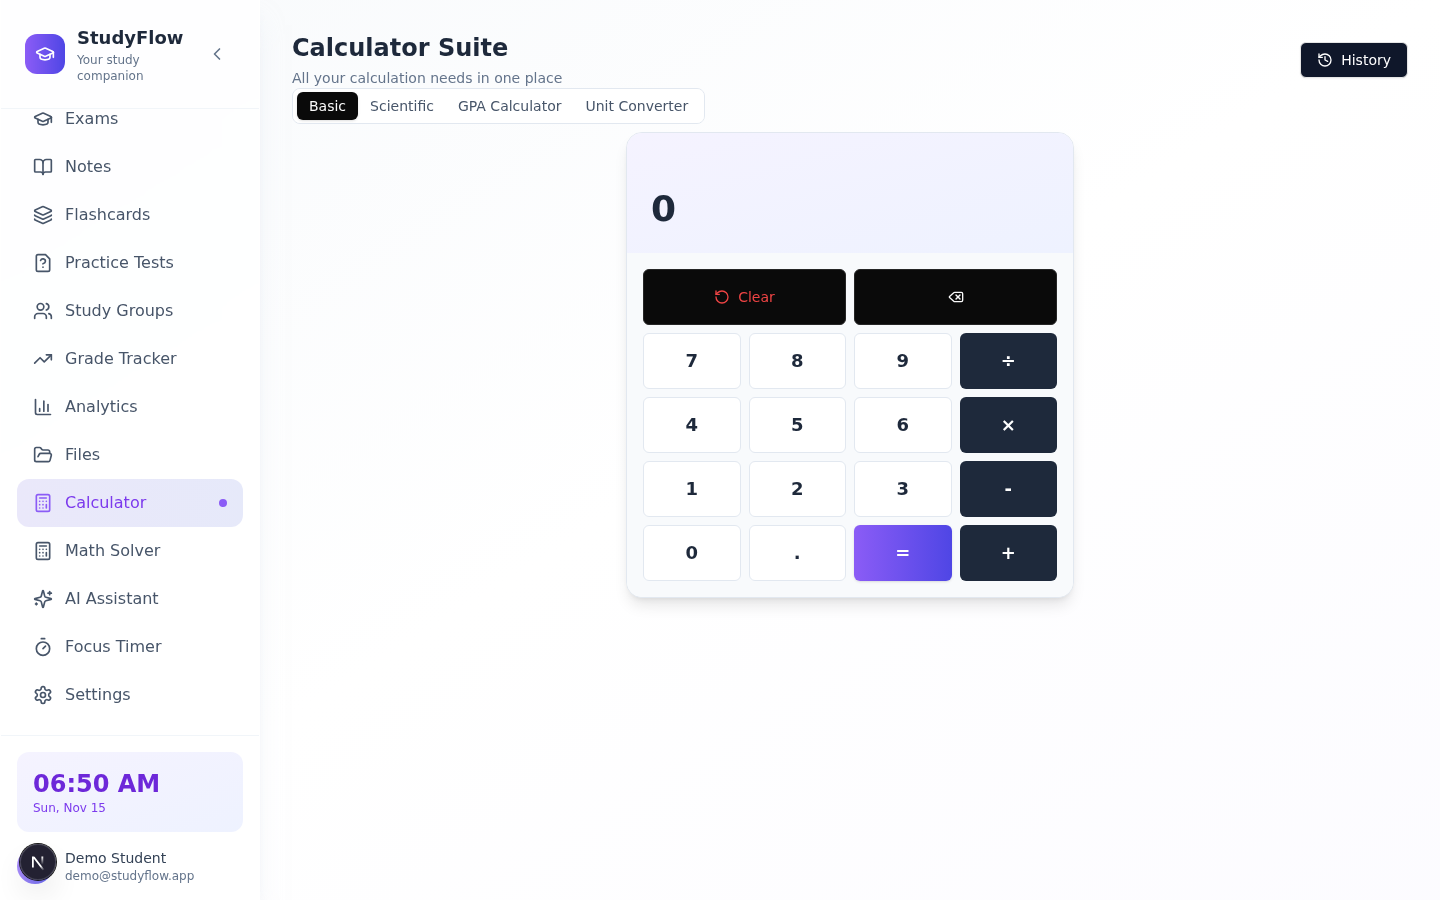 StudyFlow
Your study
companion
Exams
Notes
Flashcards
Practice Tests
Study Groups
Grade Tracker
Analytics
Files
Calculator
Math Solver
AI Assistant
Focus Timer
Settings
06:50 AM
Sun, Nov 15
N
Demo Student
demo@studyflow.app
Calculator Suite
All your calculation needs in one place
History
Basic Scientific GPA Calculator Unit Converter
0
Clear
7 8 9 ÷
4 5 6 ×
1 2 3 -
0 . = +